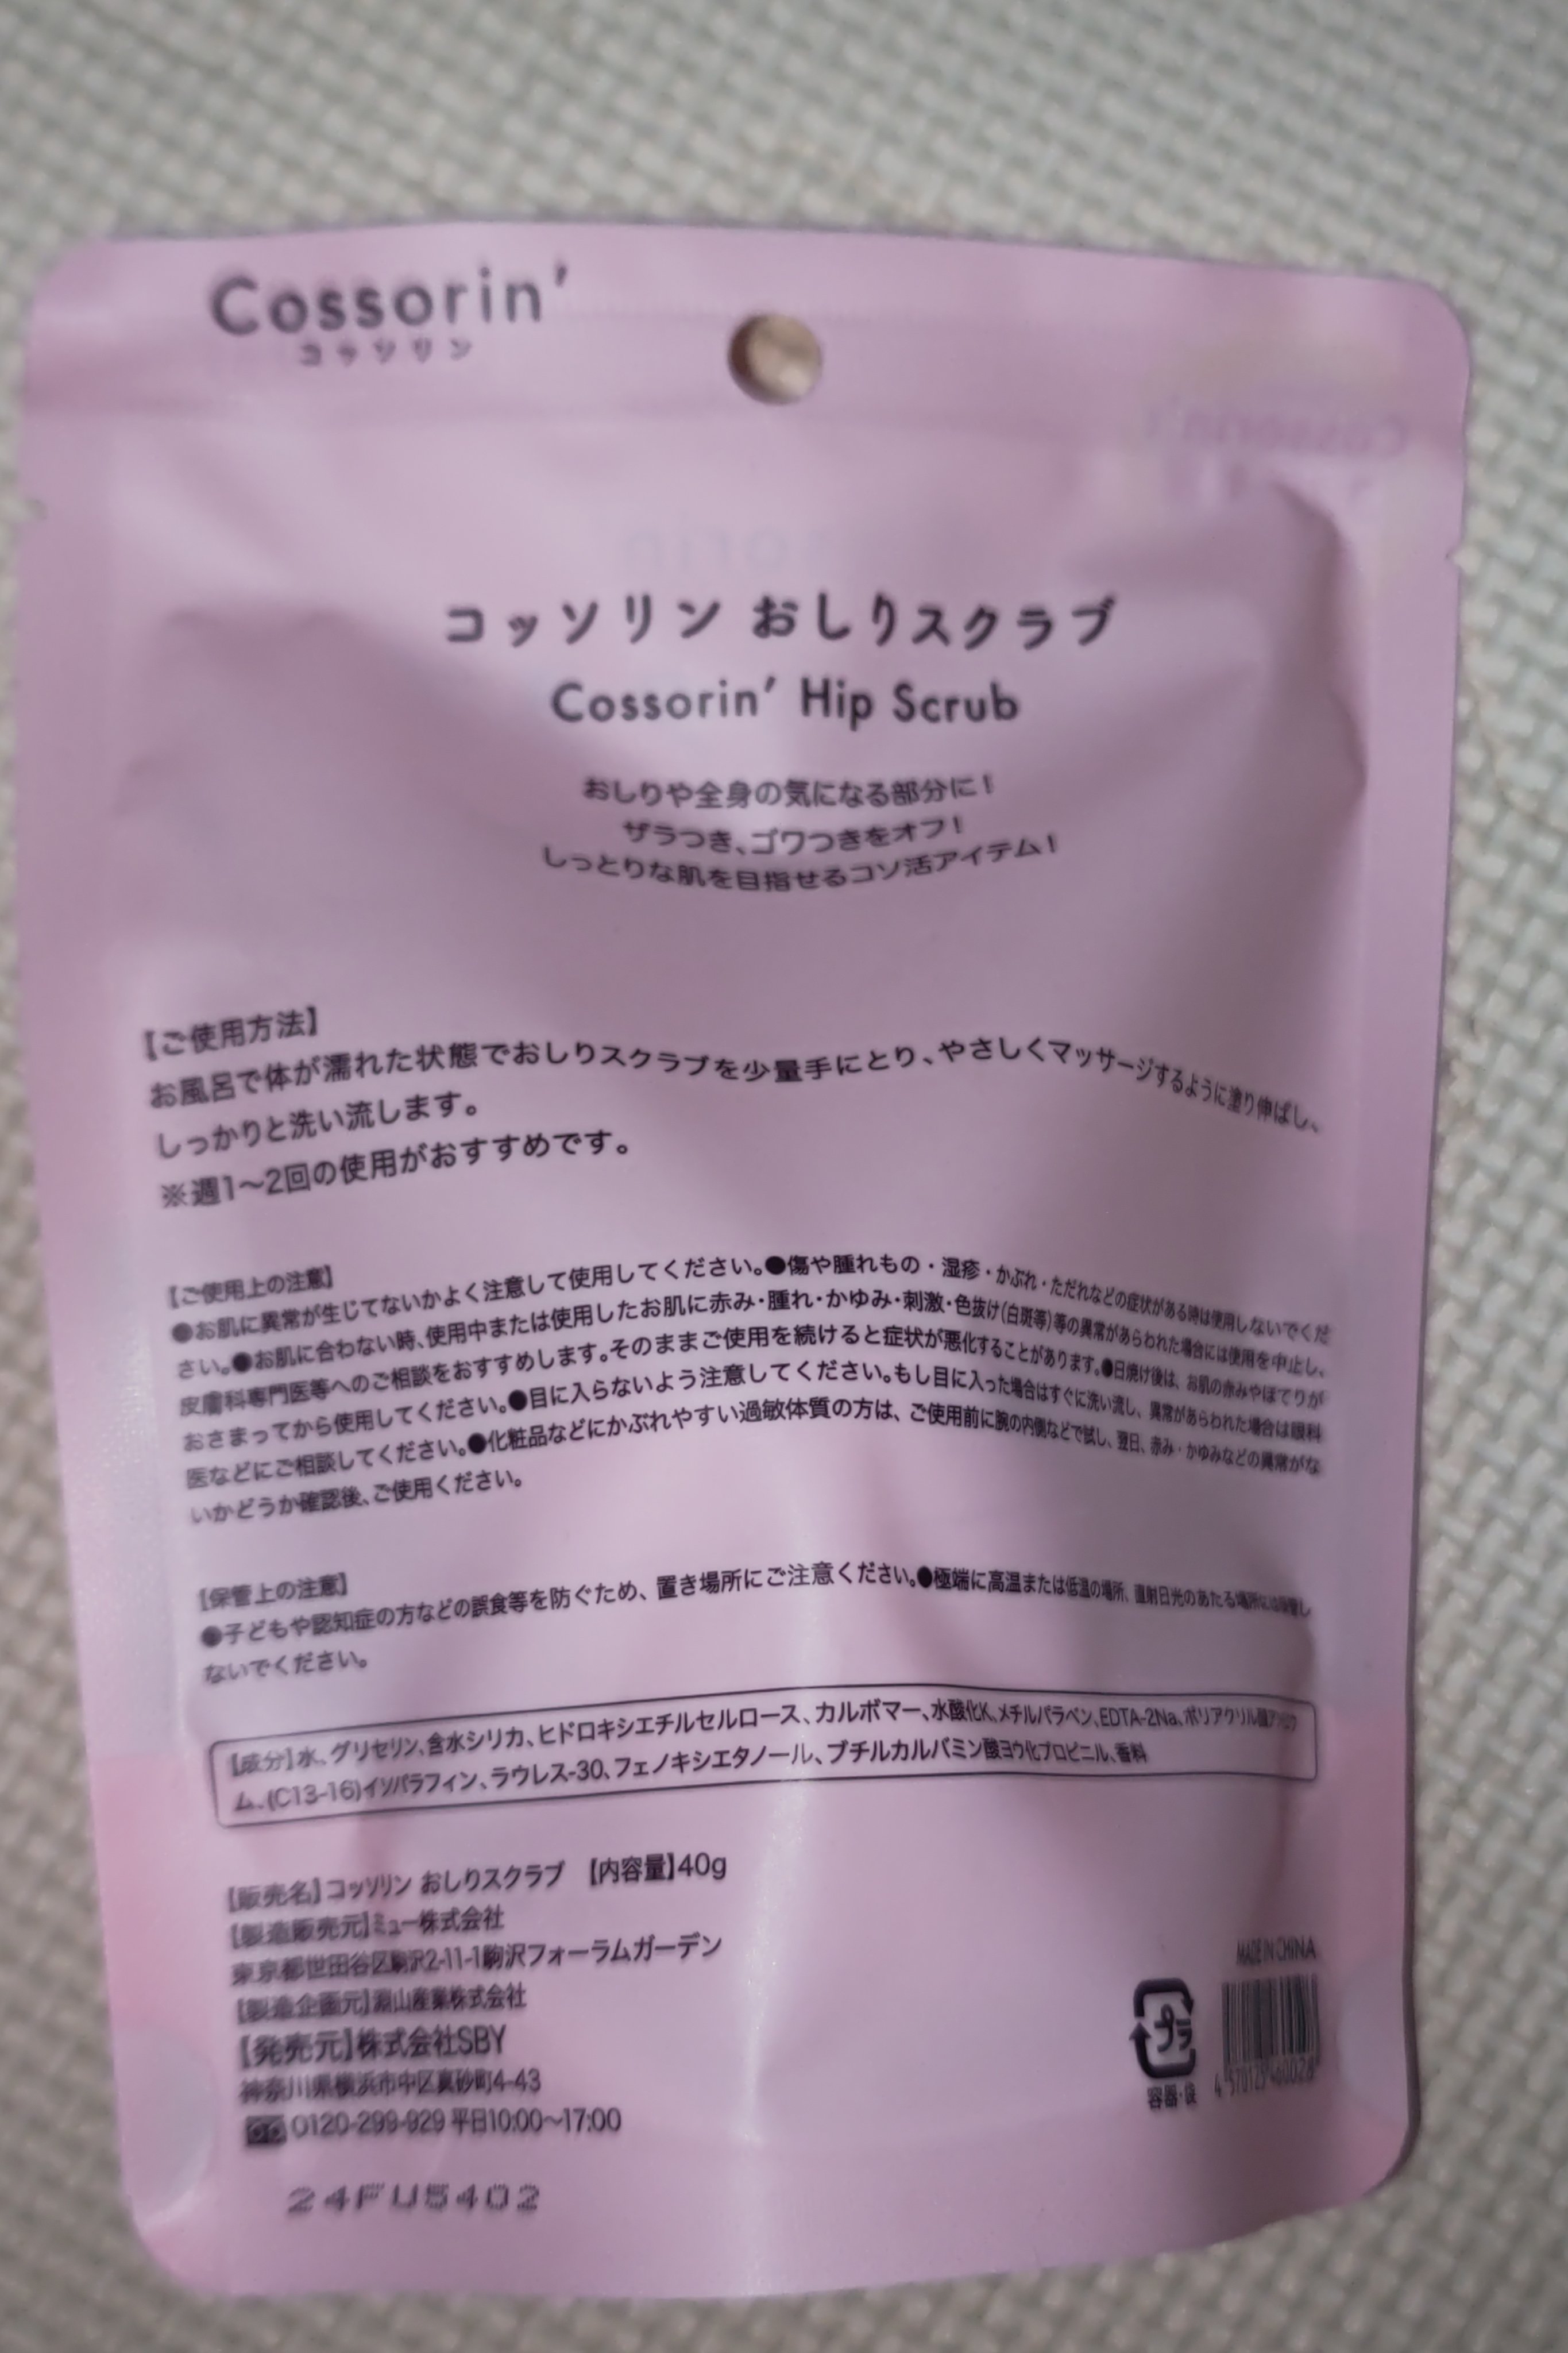 Cossorin'
コッソリン
コッソリン おしりスクラブ
Cossorin' Hip Scrub
おしりや全身の気になる部分に！
ザラつき、ゴワつきをオフ！
しっとりな肌を目指せるコソ活アイテム！
【ご使用方法】
お風呂で体が濡れた状態でおしりスクラブを少量手にとり、やさしくマッサージするように塗り伸ばし、
しっかりと洗い流します。
※週1〜2回の使用がおすすめです。
【ご使用上の注意】
●お肌に異常が生じてないかよく注意して使用してください。●傷や腫れもの・湿疹・かぶれ・ただれなどの症状がある時は使用しないでくだ
さい。●お肌に合わない時、使用中または使用したお肌に赤み・腫れ・かゆみ・刺激・色抜け（白斑等）等の異常があらわれた場合には使用を中止し、
皮膚科専門医等へのご相談をおすすめします。そのままご使用を続けると症状が悪化することがあります。●日焼け後は、お肌の赤みやほてりが
おさまってから使用してください。●目に入らないよう注意してください。もし目に入った場合はすぐに洗い流し、異常があらわれた場合は眼科
医などにご相談してください。●化粧品などにかぶれやすい過敏体質の方は、ご使用前に腕の内側などで試し、翌日、赤み・かゆみなどの異常がな
いかどうか確認後、ご使用ください。
【保管上の注意】
●子どもや認知症の方などの誤食等を防ぐため、置き場所にご注意ください。●極端に高温または低温の場所、直射日光のあたる場所には保管し
ないでください。
【成分】水、グリセリン、含水シリカ、ヒドロキシエチルセルロース、カルボマー、水酸化K、メチルパラベン、EDTA-2Na、ポリアクリル酸アンモニウ
ム、(C13-16)イソパラフィン、ラウレス-30、フェノキシエタノール、ブチルカルバミン酸ヨウ化プロピニル、香料
【販売名】コッソリン おしりスクラブ 【内容量】40g
【製造販売元】ミュー株式会社
東京都世田谷区駒沢2-11-1駒沢フォーラムガーデン
【製造企画元】山産業株式会社
【発売元】株式会社SBY
神奈川県横浜市中区真砂町4-43
0120-299-929 平日10:00〜17:00
MADE IN CHINA
プラ
容器・袋
24FU5402